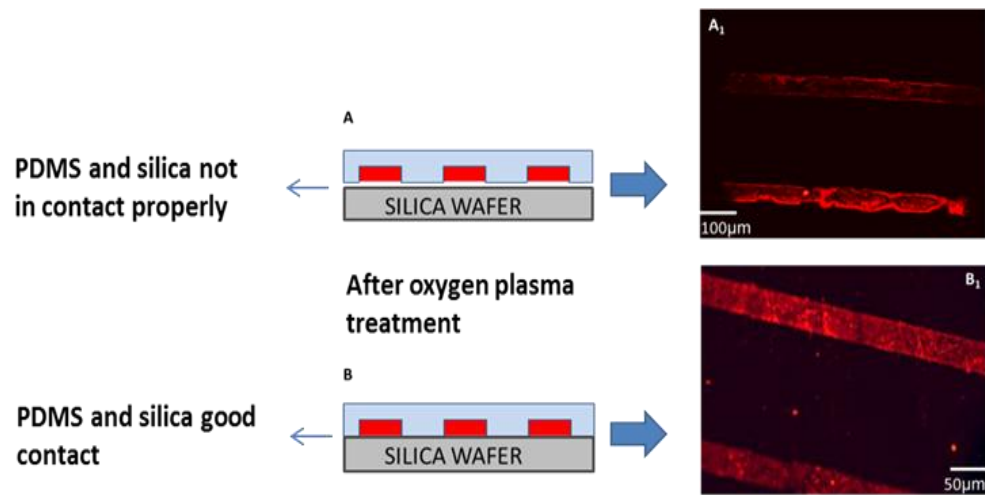 A
PDMS and silica not
in contact properly
SILICA WAFER
A1
100µm
After oxygen plasma
treatment
B
PDMS and silica good
contact
SILICA WAFER
B1
50µm